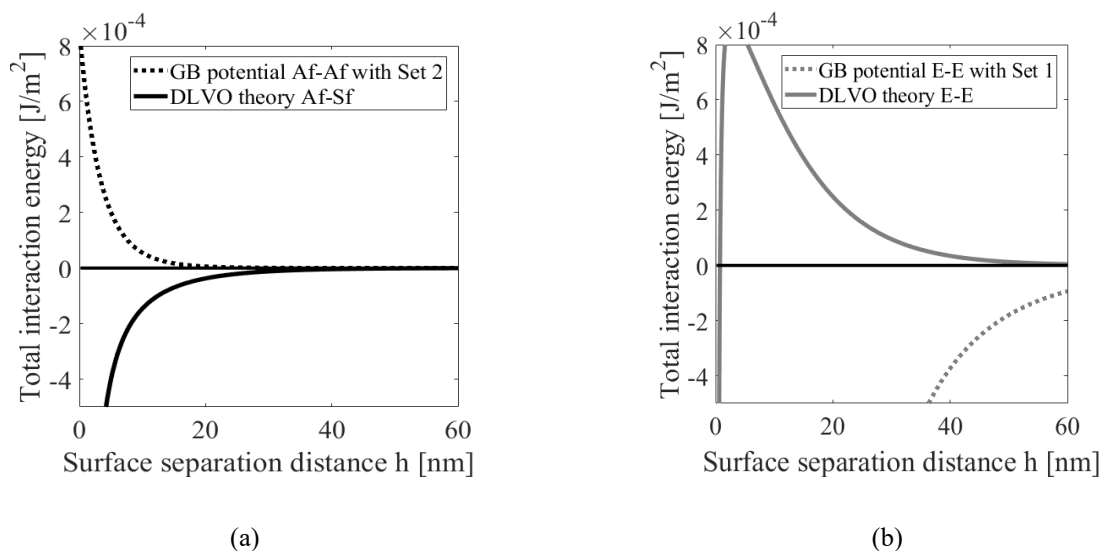 ×10⁻⁴
8
6
4
2
0
-2
-4
Total interaction energy [J/m²]
GB potential Af-Af with Set 2
DLVO theory Af-Sf
0 20 40 60
Surface separation distance h [nm]
(a)
×10⁻⁴
8
6
4
2
0
-2
-4
Total interaction energy [J/m²]
GB potential E-E with Set 1
DLVO theory E-E
0 20 40 60
Surface separation distance h [nm]
(b)